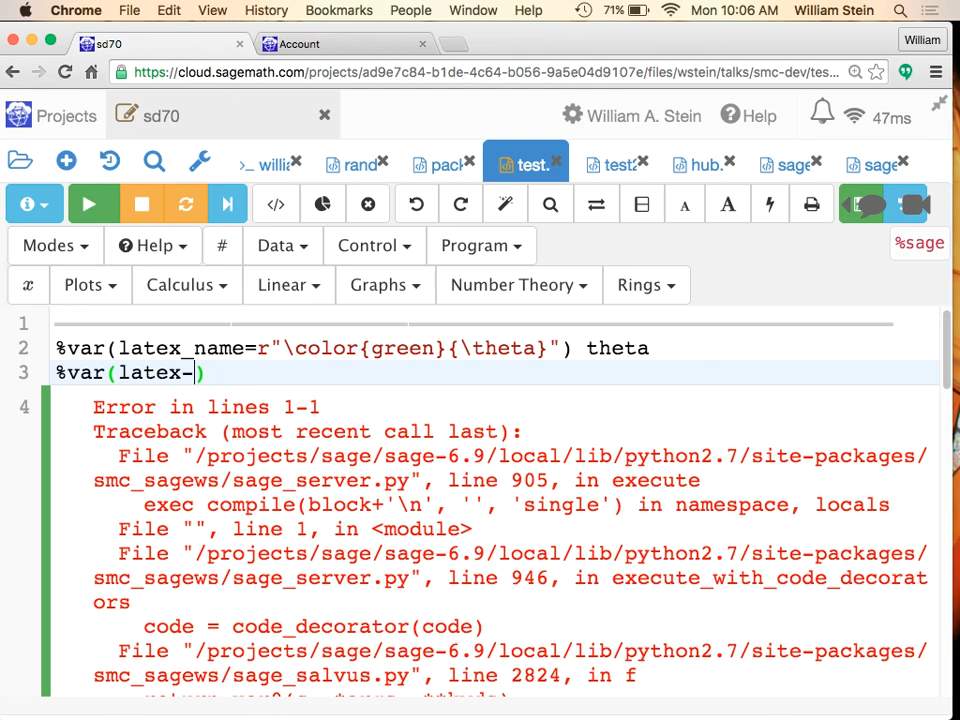 Chrome File Edit View History Bookmarks People Window Help 71% Mon 10:06 AM William Stein
sd70 Account William
https://cloud.sagemath.com/projects/ad9e7c84-b1de-4c64-b056-9a5e04d9107e/files/wstein/talks/smc-dev/tes...
Projects sd70 William A. Stein Help 47ms
>_ willi rand pack test. test2 hub. sage sage
</> # A A
Modes Help # Data Control Program %sage
x Plots Calculus Linear Graphs Number Theory Rings
1
2 %var(latex_name=r"\color{green}{\theta}") theta
3 %var(latex-)
4 Error in lines 1-1
Traceback (most recent call last):
File "/projects/sage/sage-6.9/local/lib/python2.7/site-packages/
smc_sagews/sage_server.py", line 905, in execute
exec compile(block+'\n', '', 'single') in namespace, locals
File "", line 1, in <module>
File "/projects/sage/sage-6.9/local/lib/python2.7/site-packages/
smc_sagews/sage_server.py", line 946, in execute_with_code_decorat
ors
code = code_decorator(code)
File "/projects/sage/sage-6.9/local/lib/python2.7/site-packages/
smc_sagews/sage_salvus.py", line 2824, in f